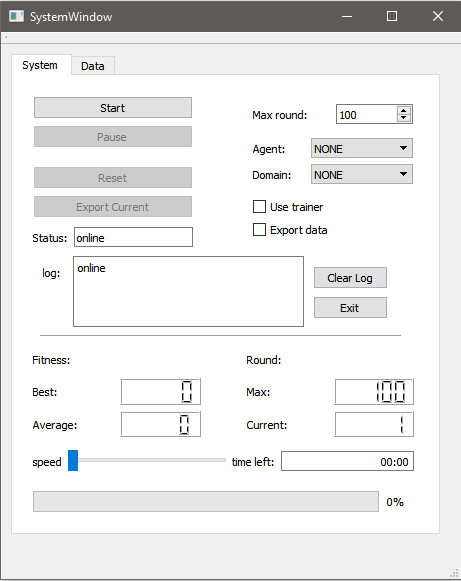 SystemWindow
System Data
Start
Pause
Reset
Export Current
Max round: 100
Agent: NONE
Domain: NONE
Use trainer
Export data
Status: online
log: online
Clear Log
Exit
Fitness: Round:
Best: 0 Max: 100
Average: 0 Current: 1
speed time left: 00:00
0%